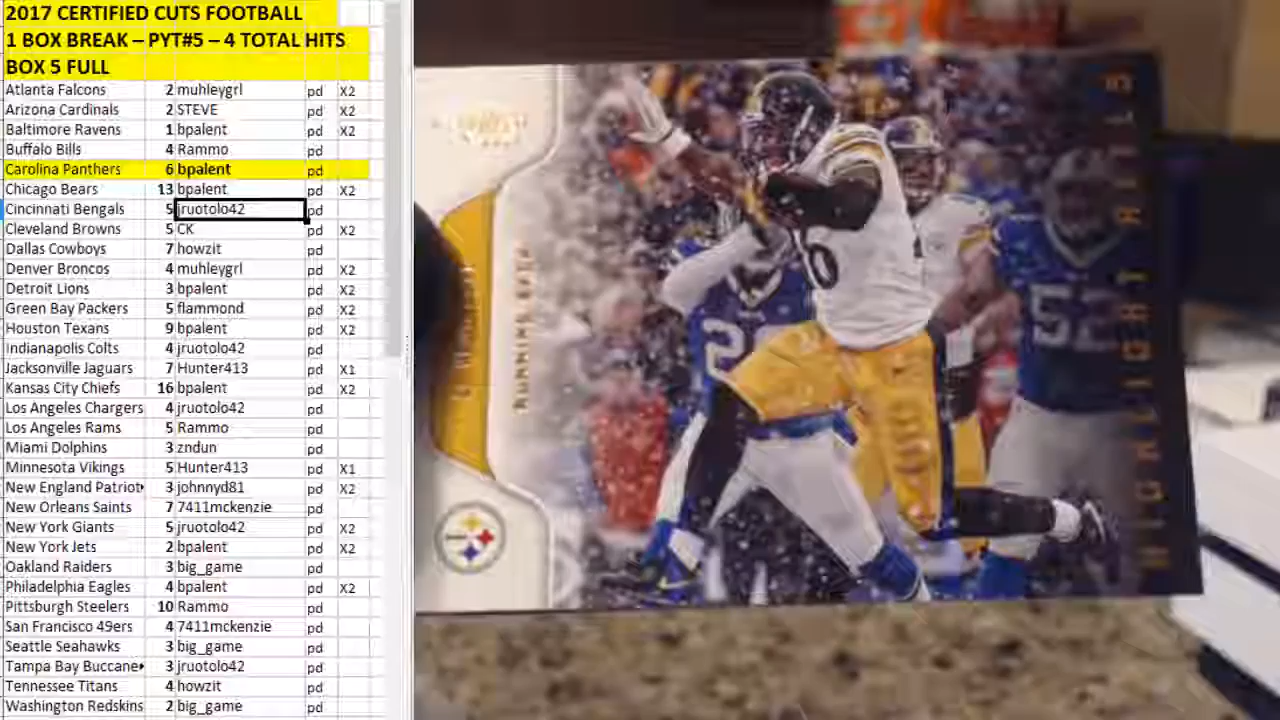 2017 CERTIFIED CUTS FOOTBALL
1 BOX BREAK – PYT#5 – 4 TOTAL HITS
BOX 5 FULL
Atlanta Falcons 2 muhleygrl pd X2
Arizona Cardinals 2 STEVE pd X2
Baltimore Ravens 1 bpalent pd X2
Buffalo Bills 4 Rammo pd
Carolina Panthers 6 bpalent pd
Chicago Bears 13 bpalent pd X2
Cincinnati Bengals 5 jruotolo42 pd
Cleveland Browns 5 CK pd X2
Dallas Cowboys 7 howzit pd
Denver Broncos 4 muhleygrl pd X2
Detroit Lions 3 bpalent pd X2
Green Bay Packers 5 flammond pd X2
Houston Texans 9 bpalent pd X2
Indianapolis Colts 4 jruotolo42 pd
Jacksonville Jaguars 7 Hunter413 pd X1
Kansas City Chiefs 16 bpalent pd X2
Los Angeles Chargers 4 jruotolo42 pd
Los Angeles Rams 5 Rammo pd
Miami Dolphins 3 zndun pd
Minnesota Vikings 5 Hunter413 pd X1
New England Patriot 3 johnnyd81 pd X2
New Orleans Saints 7 7411mckenzie pd
New York Giants 5 jruotolo42 pd X2
New York Jets 2 bpalent pd X2
Oakland Raiders 3 big_game pd
Philadelphia Eagles 4 bpalent pd X2
Pittsburgh Steelers 10 Rammo pd
San Francisco 49ers 4 7411mckenzie pd
Seattle Seahawks 3 big_game pd
Tampa Bay Buccane 3 jruotolo42 pd
Tennessee Titans 4 howzit pd
Washington Redskins 2 big_game pd
RUNNING BACK
HIGHLIGHT REELS
52